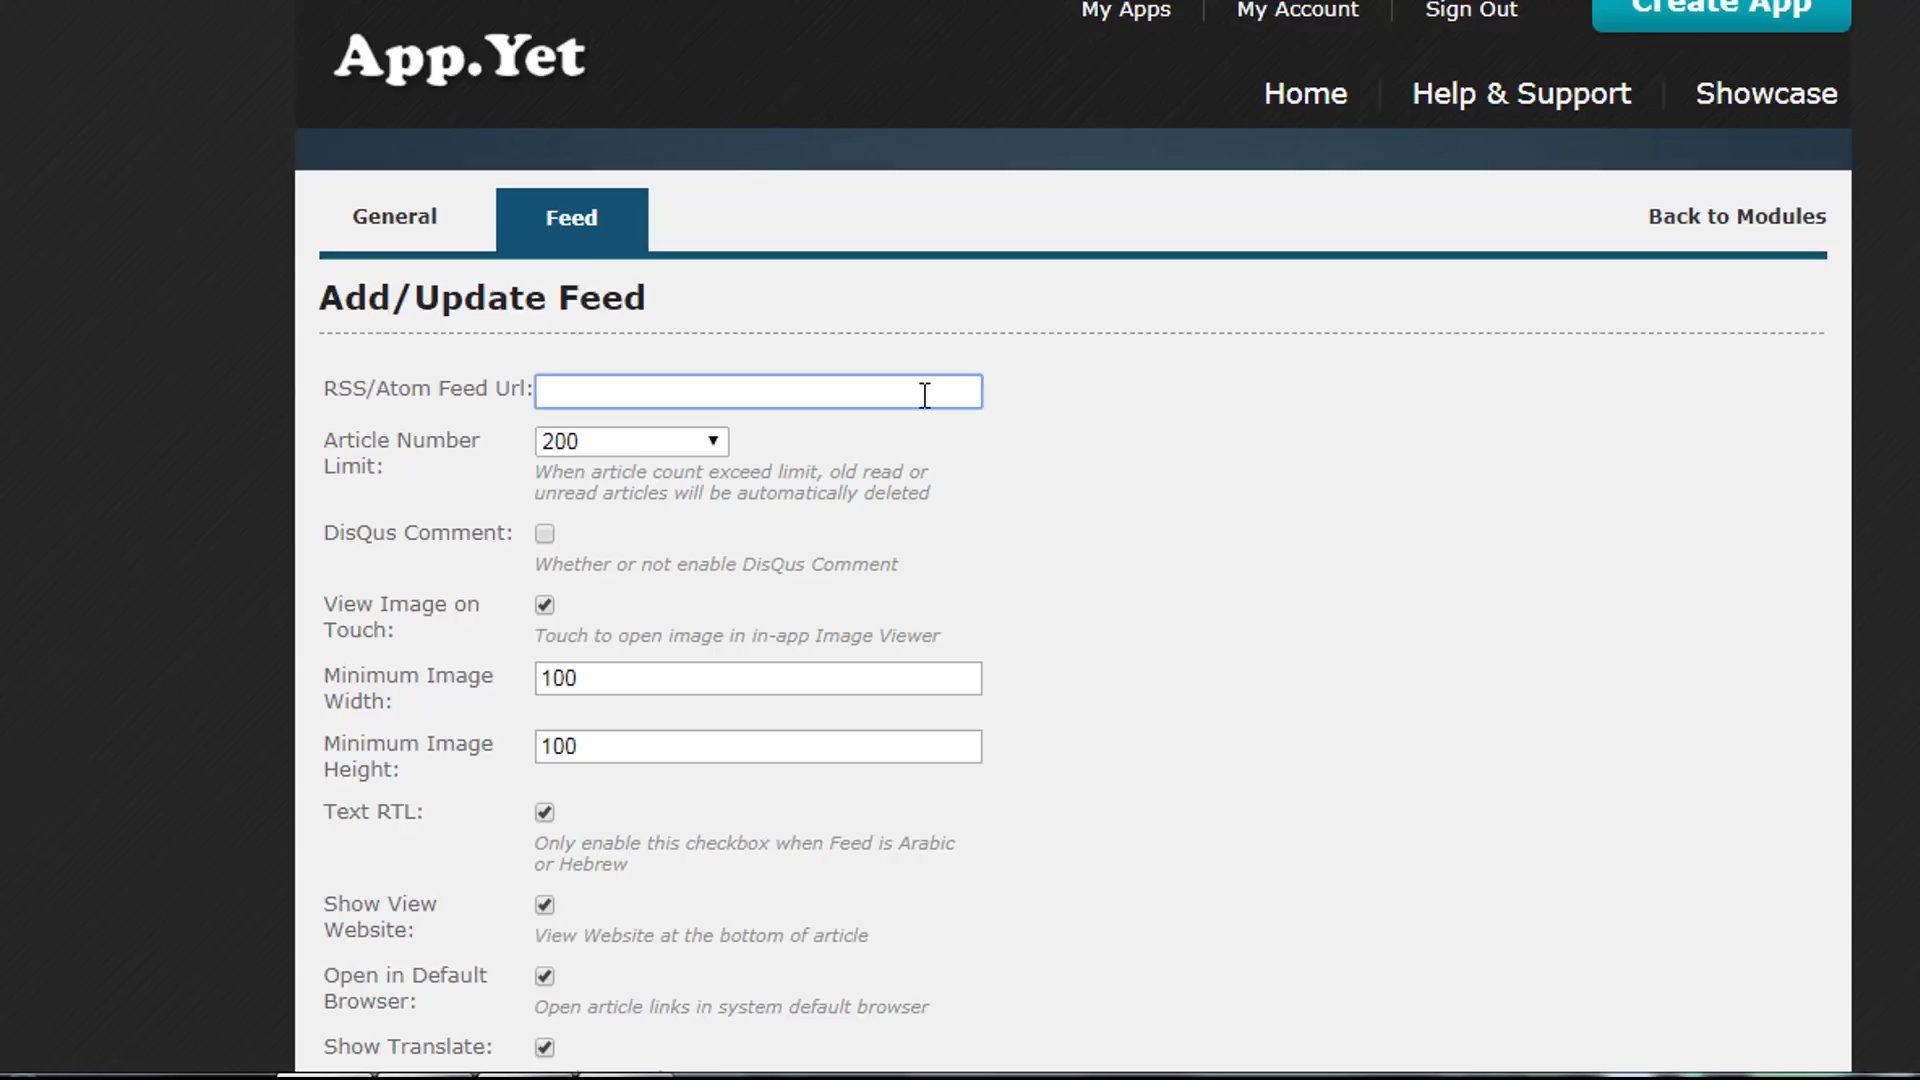 My Apps
My Account
Sign Out
Create App
App.Yet
Home
Help & Support
Showcase
General
Feed
Back to Modules
Add/Update Feed
RSS/Atom Feed Url:
Article Number
Limit:
200
When article count exceed limit, old read or
unread articles will be automatically deleted
DisQus Comment:
Whether or not enable DisQus Comment
View Image on
Touch:
Touch to open image in in-app Image Viewer
Minimum Image
Width:
100
Minimum Image
Height:
100
Text RTL:
Only enable this checkbox when Feed is Arabic
or Hebrew
Show View
Website:
View Website at the bottom of article
Open in Default
Browser:
Open article links in system default browser
Show Translate: